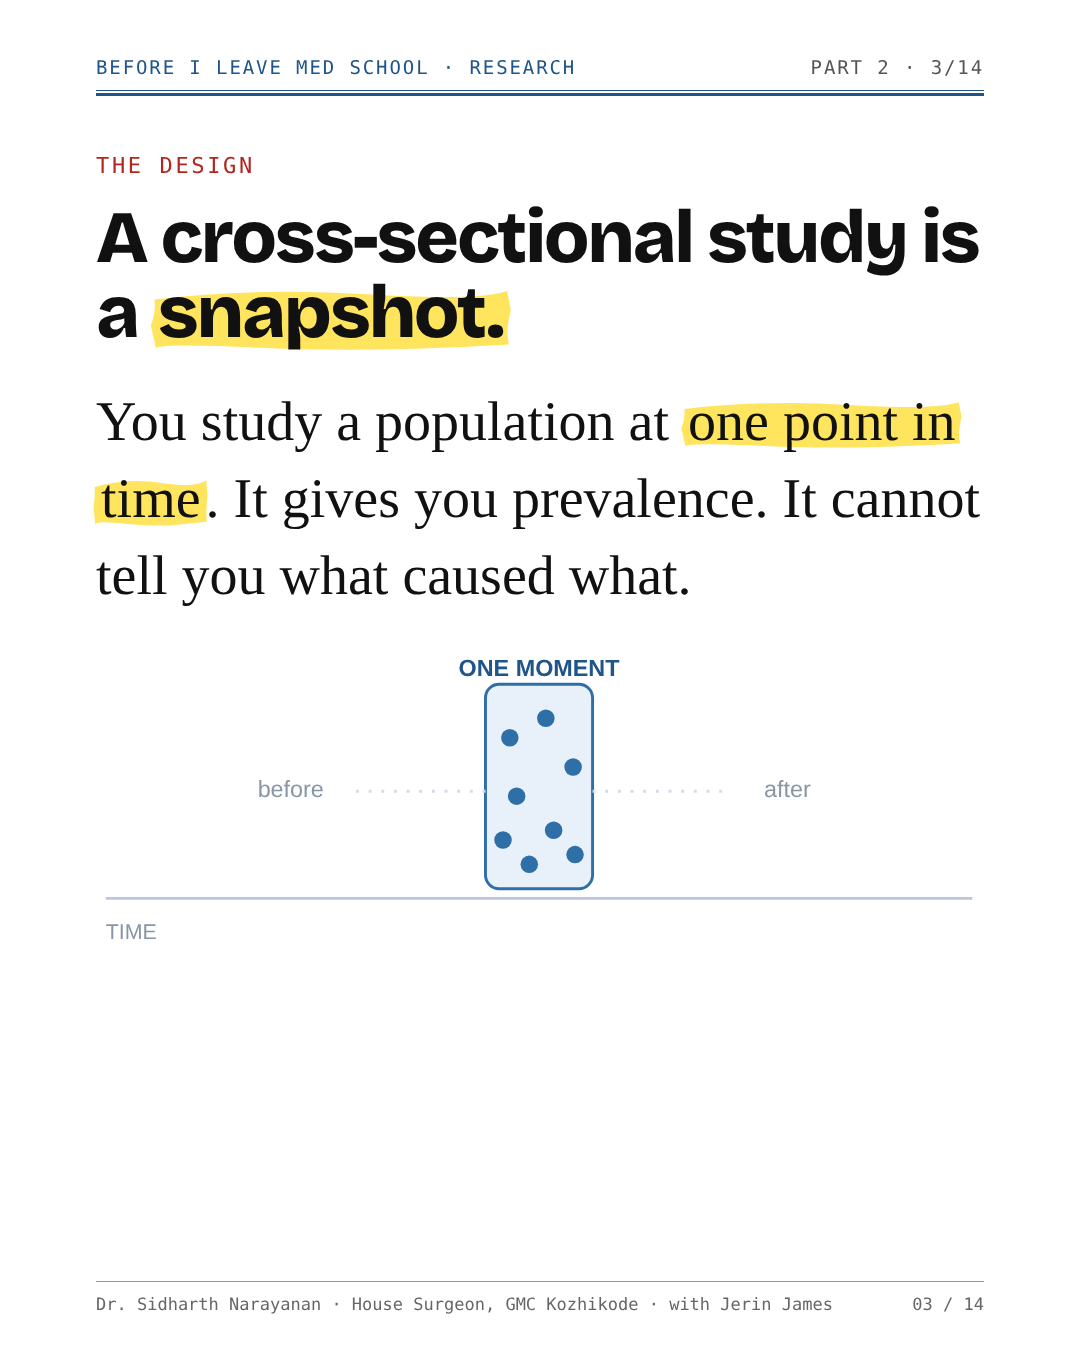 BEFORE I LEAVE MED SCHOOL · RESEARCH
PART 2 · 3/14
THE DESIGN
A cross-sectional study is
a snapshot.
You study a population at one point in
time. It gives you prevalence. It cannot
tell you what caused what.
ONE MOMENT
before
after
TIME
Dr. Sidharth Narayanan · House Surgeon, GMC Kozhikode · with Jerin James
03 / 14